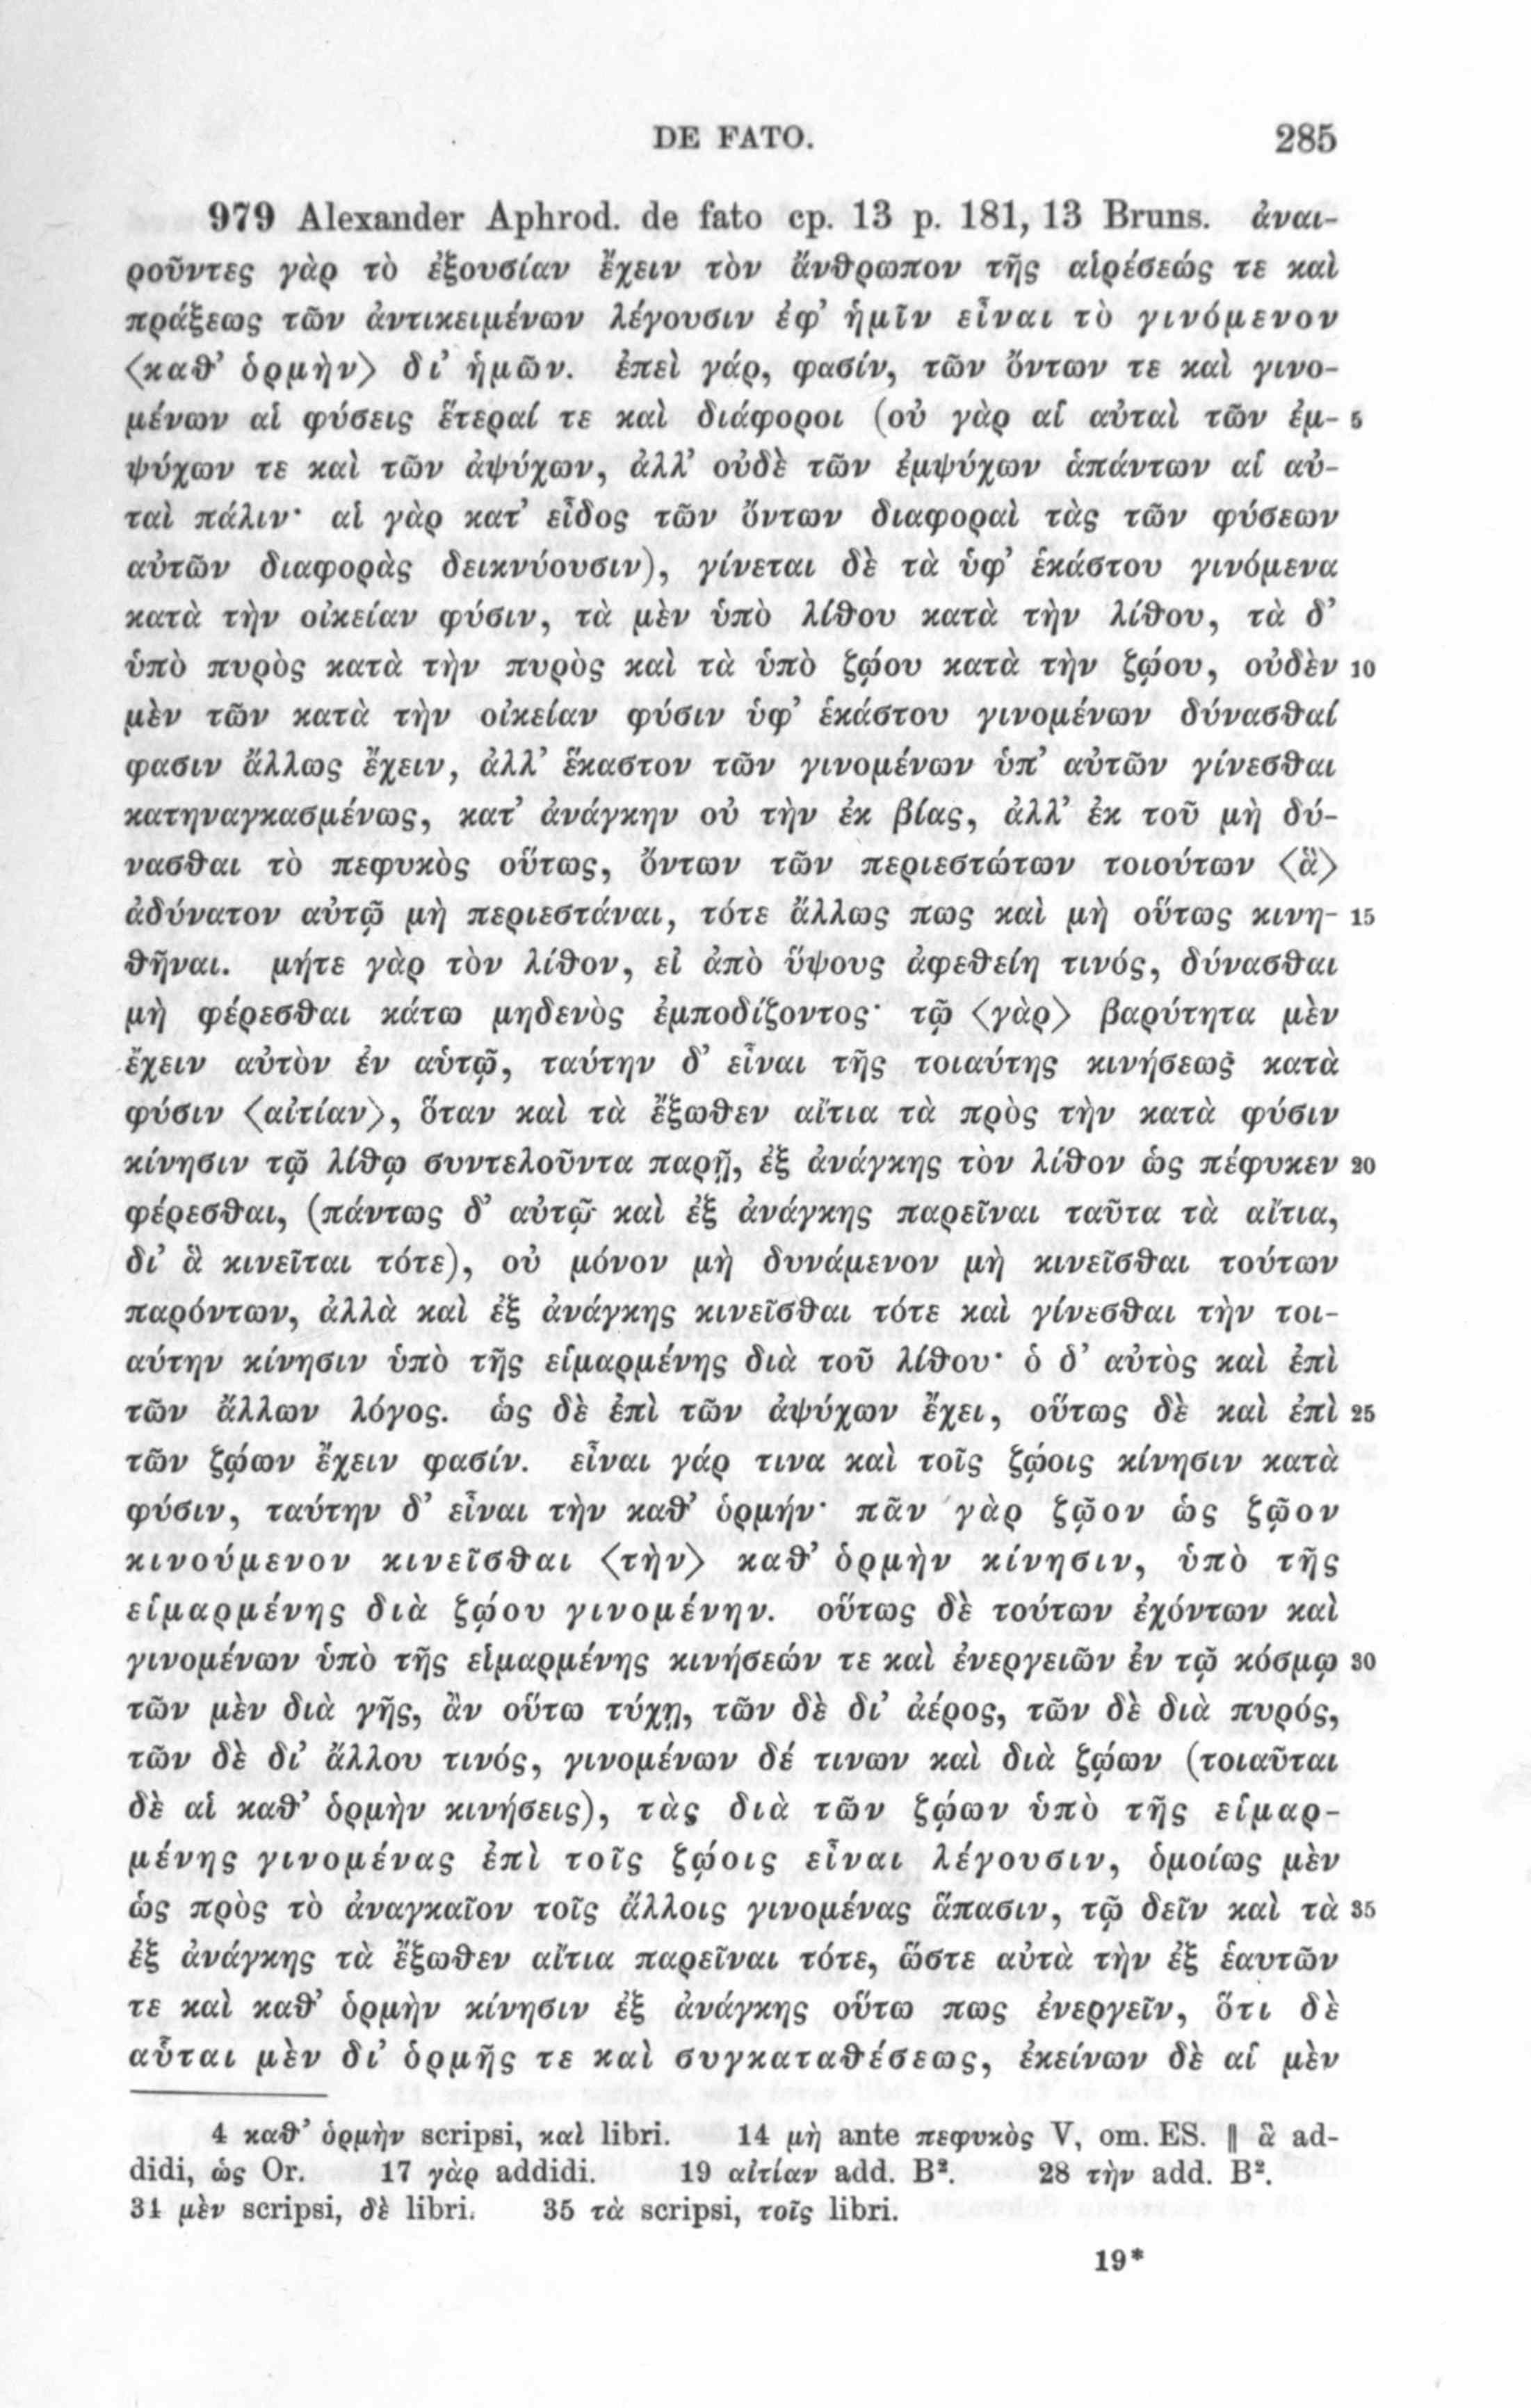 DE FATO. 285
979 Alexander Aphrod. de fato cp. 13 p. 181, 13 Bruns. ἀναι-
ροῦντες γὰρ τὸ ἐξουσίαν ἔχειν τὸν ἄνθρωπον τῆς αἱρέσεώς τε καὶ
πράξεως τῶν ἀντικειμένων λέγουσιν ἐφ’ ἡμῖν εἶναι τὸ γινόμενον
〈καθ’ ὁρμὴν〉 δι’ ἡμῶν. ἐπεὶ γάρ, φασίν, τῶν ὄντων τε καὶ γινο-
μένων αἱ φύσεις ἕτεραί τε καὶ διάφοροι (οὐ γὰρ αἱ αὐταὶ τῶν ἐμ- 5
ψύχων τε καὶ τῶν ἀψύχων, ἀλλ’ οὐδὲ τῶν ἐμψύχων ἁπάντων αἱ αὐ-
ταὶ πάλιν· αἱ γὰρ κατ’ εἶδος τῶν ὄντων διαφοραὶ τὰς τῶν φύσεων
αὐτῶν διαφορὰς δεικνύουσιν), γίνεται δὲ τὰ ὑφ’ ἑκάστου γινόμενα
κατὰ τὴν οἰκείαν φύσιν, τὰ μὲν ὑπὸ λίθου κατὰ τὴν λίθου, τὰ δ’
ὑπὸ πυρὸς κατὰ τὴν πυρὸς καὶ τὰ ὑπὸ ζῴου κατὰ τὴν ζῴου, οὐδὲν 10
μὲν τῶν κατὰ τὴν οἰκείαν φύσιν ὑφ’ ἑκάστου γινομένων δύνασθαί
φασιν ἄλλως ἔχειν, ἀλλ’ ἕκαστον τῶν γινομένων ὑπ’ αὐτῶν γίνεσθαι
κατηναγκασμένως, κατ’ ἀνάγκην οὐ τὴν ἐκ βίας, ἀλλ’ ἐκ τοῦ μὴ δύ-
νασθαι τὸ πεφυκὸς οὕτως, ὄντων τῶν περιεστώτων τοιούτων 〈ἃ〉
ἀδύνατον αὐτῷ μὴ περιεστάναι, τότε ἄλλως πως καὶ μὴ οὕτως κινη- 15
θῆναι. μήτε γὰρ τὸν λίθον, εἰ ἀπὸ ὕψους ἀφεθείη τινός, δύνασθαι
μὴ φέρεσθαι κάτω μηδενὸς ἐμποδίζοντος· τῷ 〈γὰρ〉 βαρύτητα μὲν
ἔχειν αὐτὸν ἐν αὑτῷ, ταύτην δ’ εἶναι τῆς τοιαύτης κινήσεως κατὰ
φύσιν 〈αἰτίαν〉, ὅταν καὶ τὰ ἔξωθεν αἴτια τὰ πρὸς τὴν κατὰ φύσιν
κίνησιν τῷ λίθῳ συντελοῦντα παρῇ, ἐξ ἀνάγκης τὸν λίθον ὡς πέφυκεν 20
φέρεσθαι, (πάντως δ’ αὐτῷ καὶ ἐξ ἀνάγκης παρεῖναι ταῦτα τὰ αἴτια,
δι’ ἃ κινεῖται τότε), οὐ μόνον μὴ δυνάμενον μὴ κινεῖσθαι τούτων
παρόντων, ἀλλὰ καὶ ἐξ ἀνάγκης κινεῖσθαι τότε καὶ γίνεσθαι τὴν τοι-
αύτην κίνησιν ὑπὸ τῆς εἱμαρμένης διὰ τοῦ λίθου· ὁ δ’ αὐτὸς καὶ ἐπὶ
τῶν ἄλλων λόγος. ὡς δὲ ἐπὶ τῶν ἀψύχων ἔχει, οὕτως δὲ καὶ ἐπὶ 25
τῶν ζῴων ἔχειν φασίν. εἶναι γάρ τινα καὶ τοῖς ζῴοις κίνησιν κατὰ
φύσιν, ταύτην δ’ εἶναι τὴν καθ’ ὁρμήν· πᾶν γὰρ ζῷον ὡς ζῷον
κινούμενον κινεῖσθαι 〈τὴν〉 καθ’ ὁρμὴν κίνησιν, ὑπὸ τῆς
εἱμαρμένης διὰ ζῴου γινομένην. οὕτως δὲ τούτων ἐχόντων καὶ
γινομένων ὑπὸ τῆς εἱμαρμένης κινήσεών τε καὶ ἐνεργειῶν ἐν τῷ κόσμῳ 30
τῶν μὲν διὰ γῆς, ἂν οὕτω τύχῃ, τῶν δὲ δι’ ἀέρος, τῶν δὲ διὰ πυρός,
τῶν δὲ δι’ ἄλλου τινός, γινομένων δέ τινων καὶ διὰ ζῴων (τοιαῦται
δὲ αἱ καθ’ ὁρμὴν κινήσεις), τὰς διὰ τῶν ζῴων ὑπὸ τῆς εἱμαρ-
μένης γινομένας ἐπὶ τοῖς ζῴοις εἶναι λέγουσιν, ὁμοίως μὲν
ὡς πρὸς τὸ ἀναγκαῖον τοῖς ἄλλοις γινομένας ἅπασιν, τῷ δεῖν καὶ τὰ 35
ἐξ ἀνάγκης τὰ ἔξωθεν αἴτια παρεῖναι τότε, ὥστε αὐτὰ τὴν ἐξ ἑαυτῶν
τε καὶ καθ’ ὁρμὴν κίνησιν ἐξ ἀνάγκης οὕτω πως ἐνεργεῖν, ὅτι δὲ
αὗται μὲν δι’ ὁρμῆς τε καὶ συγκαταθέσεως, ἐκείνων δὲ αἱ μὲν
4 καθ’ ὁρμὴν scripsi, καὶ libri. 14 μὴ ante πεφυκὸς V, om. ES. ‖ ἃ ad-
didi, ὡς Or. 17 γὰρ addidi. 19 αἰτίαν add. B². 28 τὴν add. B².
34 μὲν scripsi, δὲ libri. 35 τὰ scripsi, τοῖς libri.
19*